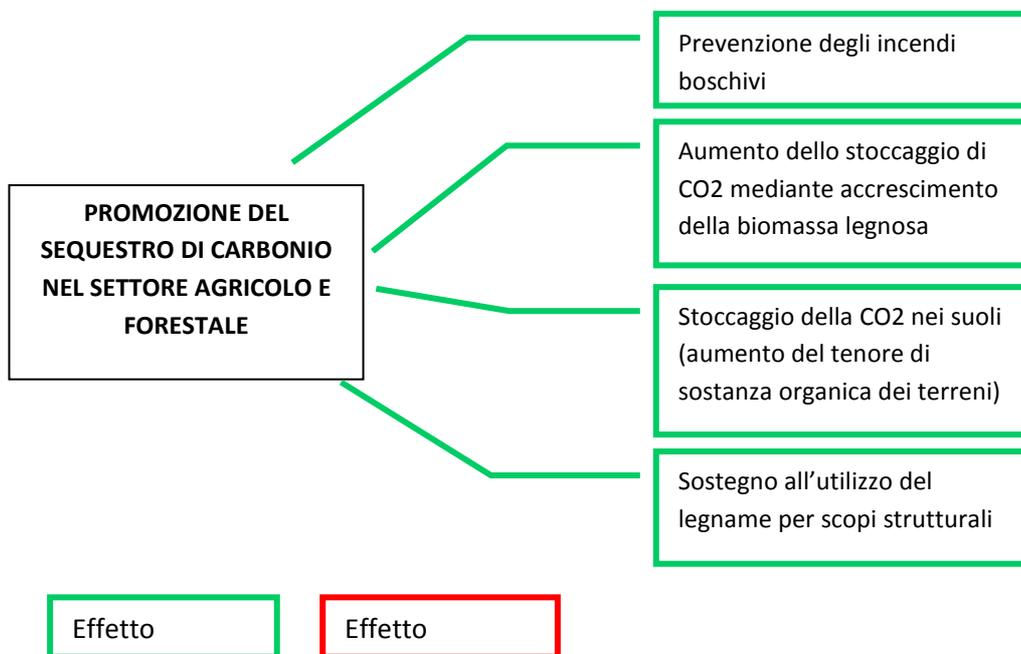 Prevenzione degli incendi
boschivi
Aumento dello stoccaggio di
CO2 mediante accrescimento
della biomassa legnosa
PROMOZIONE DEL
SEQUESTRO DI CARBONIO
NEL SETTORE AGRICOLO E
FORESTALE
Stoccaggio della CO2 nei suoli
(aumento del tenore di
sostanza organica dei terreni)
Sostegno all’utilizzo del
legname per scopi strutturali
Effetto
Effetto